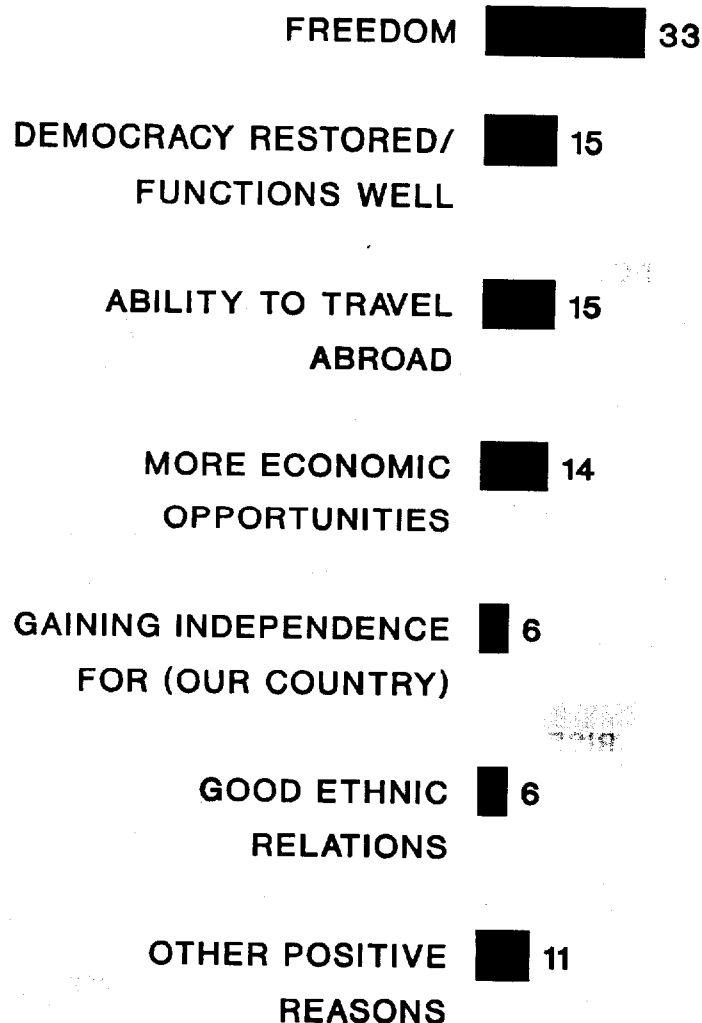 FREEDOM 33
DEMOCRACY RESTORED/ 15
FUNCTIONS WELL
ABILITY TO TRAVEL 15
ABROAD
MORE ECONOMIC 14
OPPORTUNITIES
GAINING INDEPENDENCE 6
FOR (OUR COUNTRY)
GOOD ETHNIC 6
RELATIONS
OTHER POSITIVE 11
REASONS